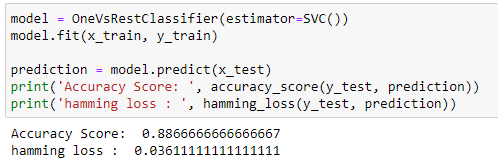 model = OneVsRestClassifier(estimator=SVC())
model.fit(x_train, y_train)
prediction = model.predict(x_test)
print('Accuracy Score: ', accuracy_score(y_test, prediction))
print('hamming loss : ', hamming_loss(y_test, prediction))
Accuracy Score:  0.8866666666666667
hamming loss :  0.03611111111111111